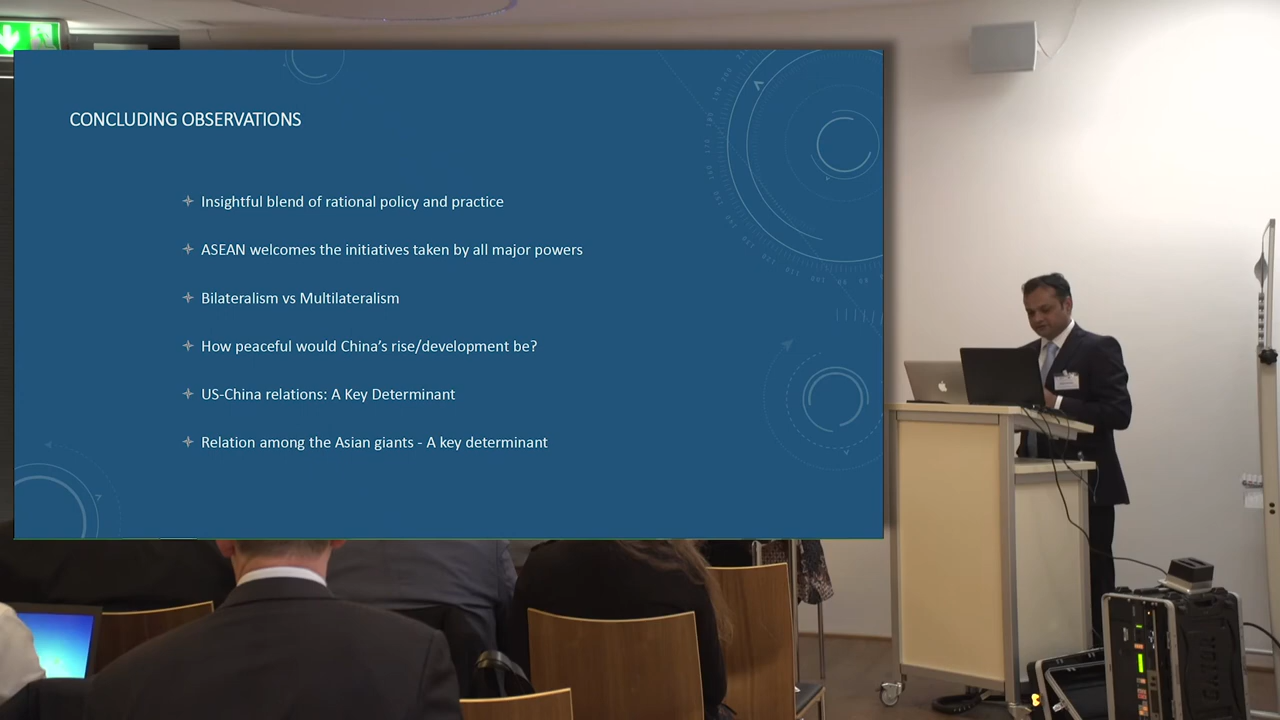 CONCLUDING OBSERVATIONS
Insightful blend of rational policy and practice
ASEAN welcomes the initiatives taken by all major powers
Bilateralism vs Multilateralism
How peaceful would China's rise/development be?
US-China relations: A Key Determinant
Relation among the Asian giants - A key determinant